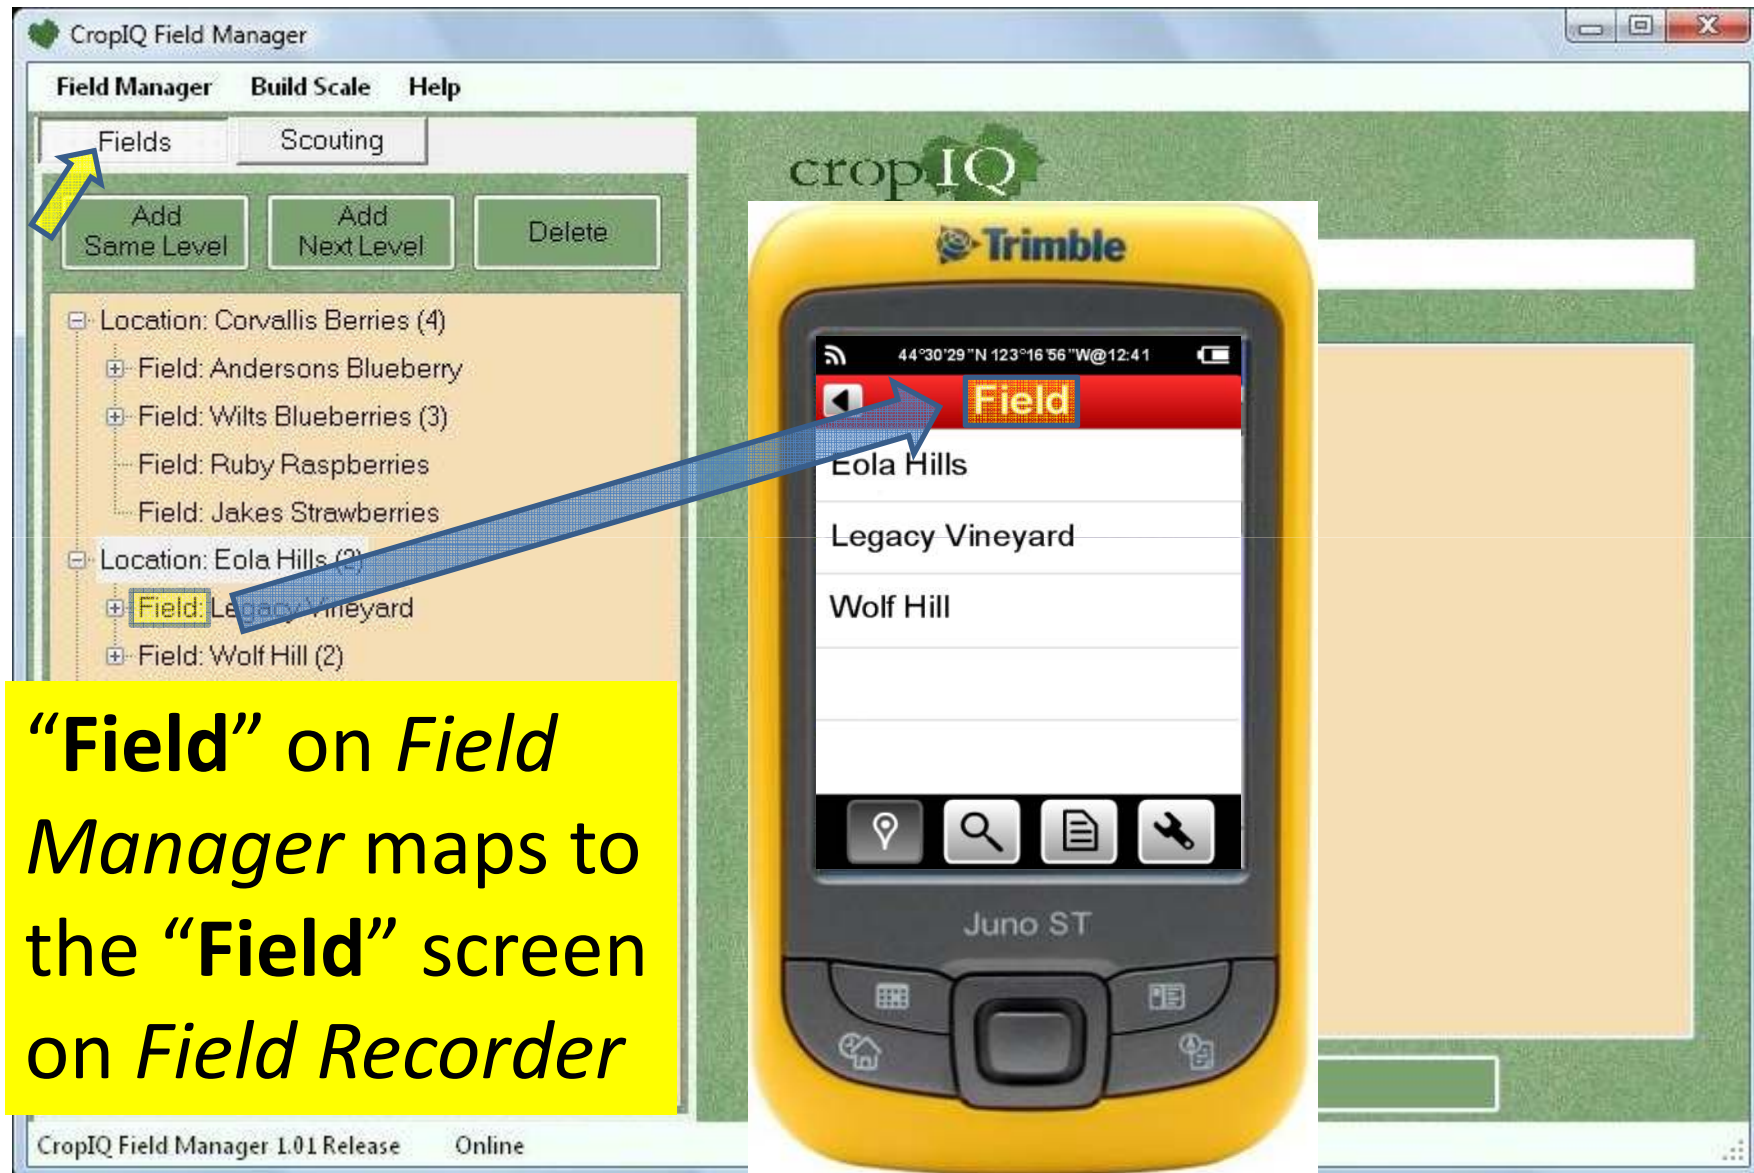 CropIQ Field Manager
Field Manager Build Scale Help
Fields Scouting
Add
Same Level
Add
Next Level
Delete
Location: Corvallis Berries (4)
Field: Andersons Blueberry
Field: Wilts Blueberries (3)
Field: Ruby Raspberries
Field: Jakes Strawberries
Location: Eola Hills (2)
Field: Legacy Vineyard
Field: Wolf Hill (2)
“Field” on Field
Manager maps to
the “Field” screen
on Field Recorder
CropIQ Field Manager 1.01 Release Online
cropIQ
Trimble
44°30'29"N 123°16'56"W@12:41
Field
Eola Hills
Legacy Vineyard
Wolf Hill
Juno ST